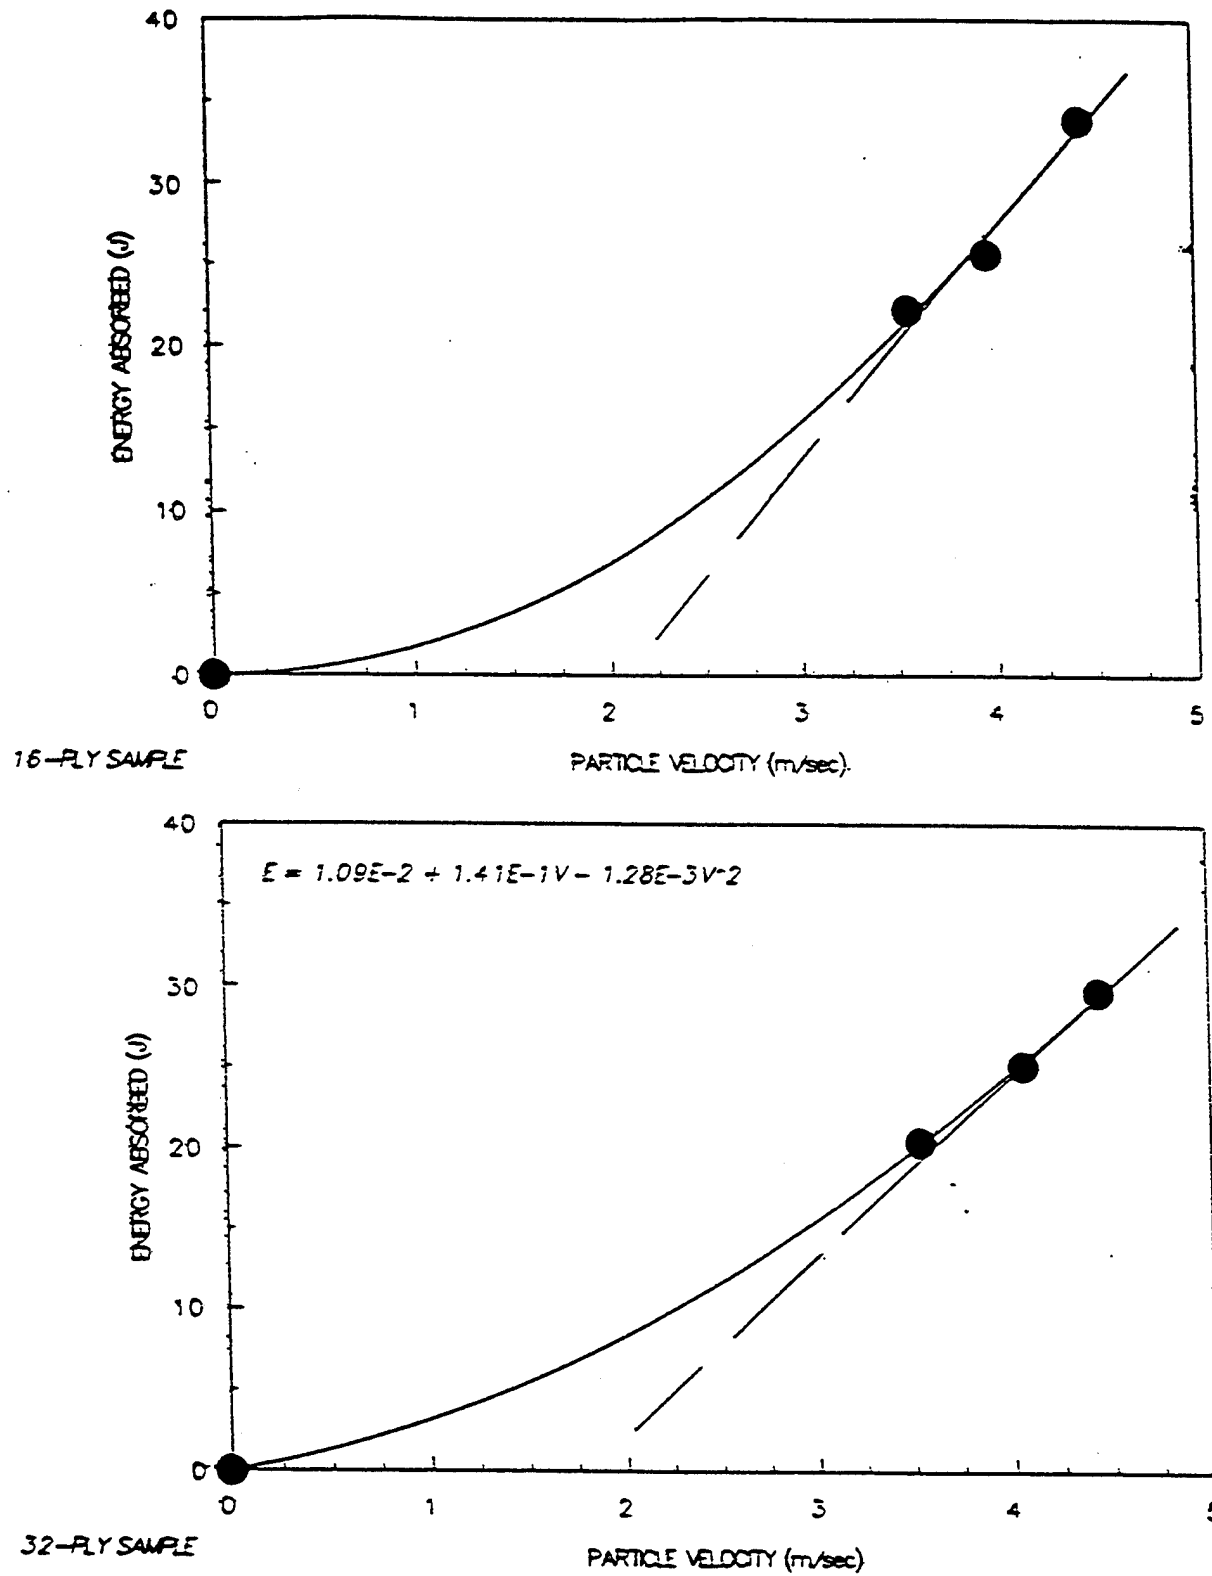 40
30
20
10
0
ENERGY ABSORBED (J)
0 1 2 3 4 5
16-PLY SAMPLE
PARTICLE VELOCITY (m/sec)
40
E = 1.09E-2 + 1.41E-1V - 1.28E-3V^2
30
20
10
0
ENERGY ABSORBED (J)
0 1 2 3 4 5
32-PLY SAMPLE
PARTICLE VELOCITY (m/sec)